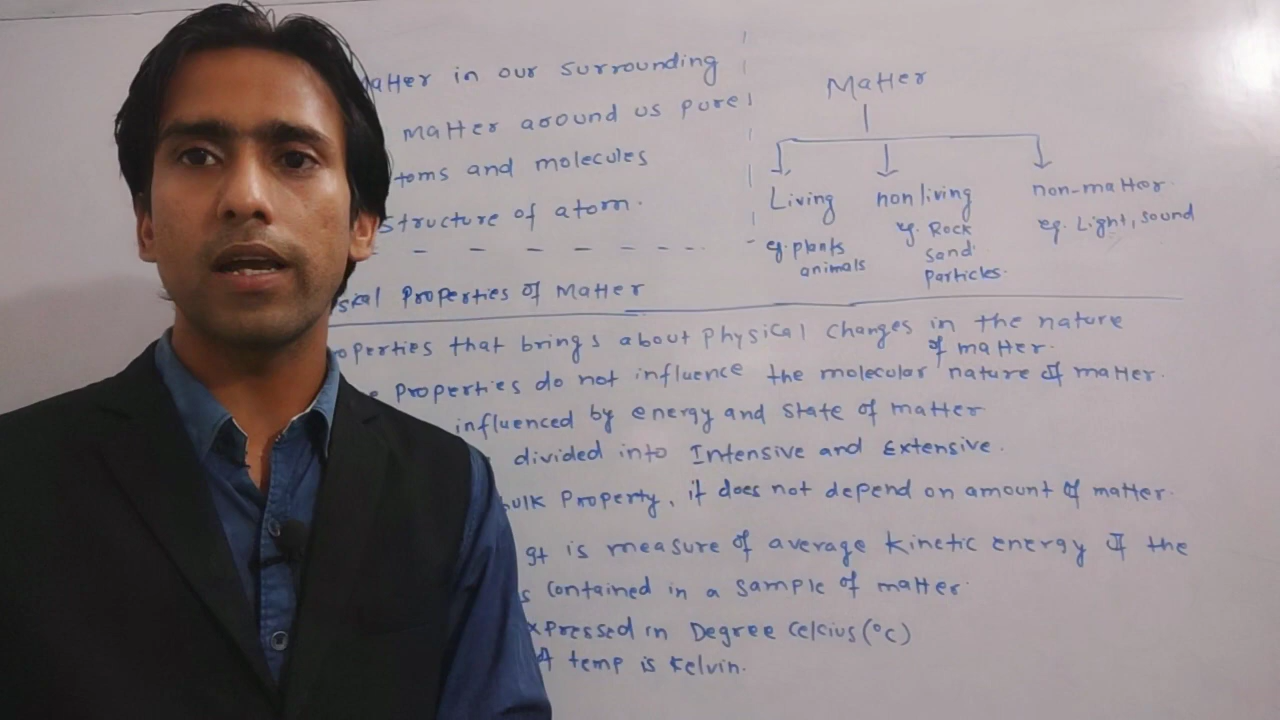 Matter in our surrounding
matter around us pure
toms and molecules
structure of atom.
Matter
Living
eg. plants
animals
non living
eg. Rock
sand
particles.
non-matter.
eg. Light, sound
sical Properties of Matter
operties that brings about physical changes in the nature
of matter.
Properties do not influence the molecular nature of matter.
influenced by energy and state of matter
divided into Intensive and Extensive.
bulk Property, it does not depend on amount of matter.
It is measure of average kinetic energy of the
s contained in a sample of matter.
xpressed in Degree Celcius (°C)
temp is Kelvin.